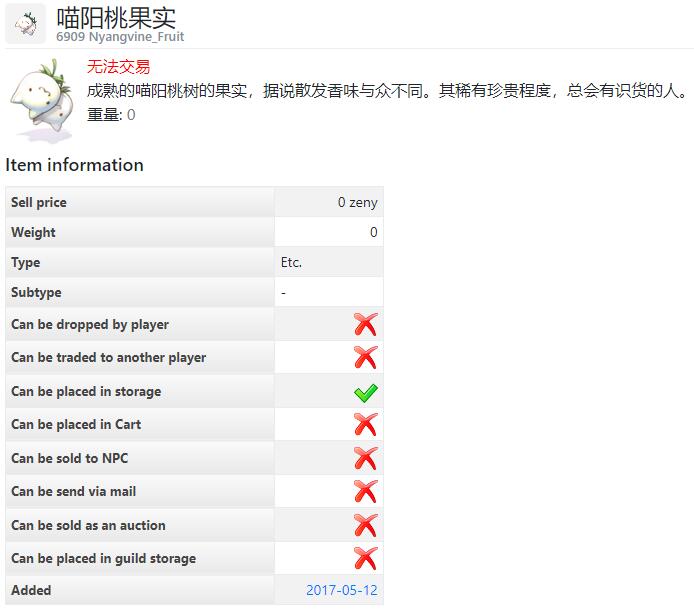 喵阳桃果实
6909 Nyangvine_Fruit
无法交易
成熟的喵阳桃树的果实，据说散发香味与众不同。其稀有珍贵程度，总会有识货的人。
重量: 0
Item information
Sell price 0 zeny
Weight 0
Type Etc.
Subtype -
Can be dropped by player
Can be traded to another player
Can be placed in storage
Can be placed in Cart
Can be sold to NPC
Can be send via mail
Can be sold as an auction
Can be placed in guild storage
Added 2017-05-12